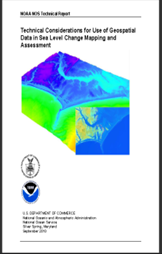 NOAA NOS Technical Report
Technical Considerations for Use of Geospatial
Data in Sea Level Change Mapping and
Assessment
U.S. DEPARTMENT OF COMMERCE
National Oceanic and Atmospheric Administration
National Ocean Service
Silver Spring, Maryland
September 2010